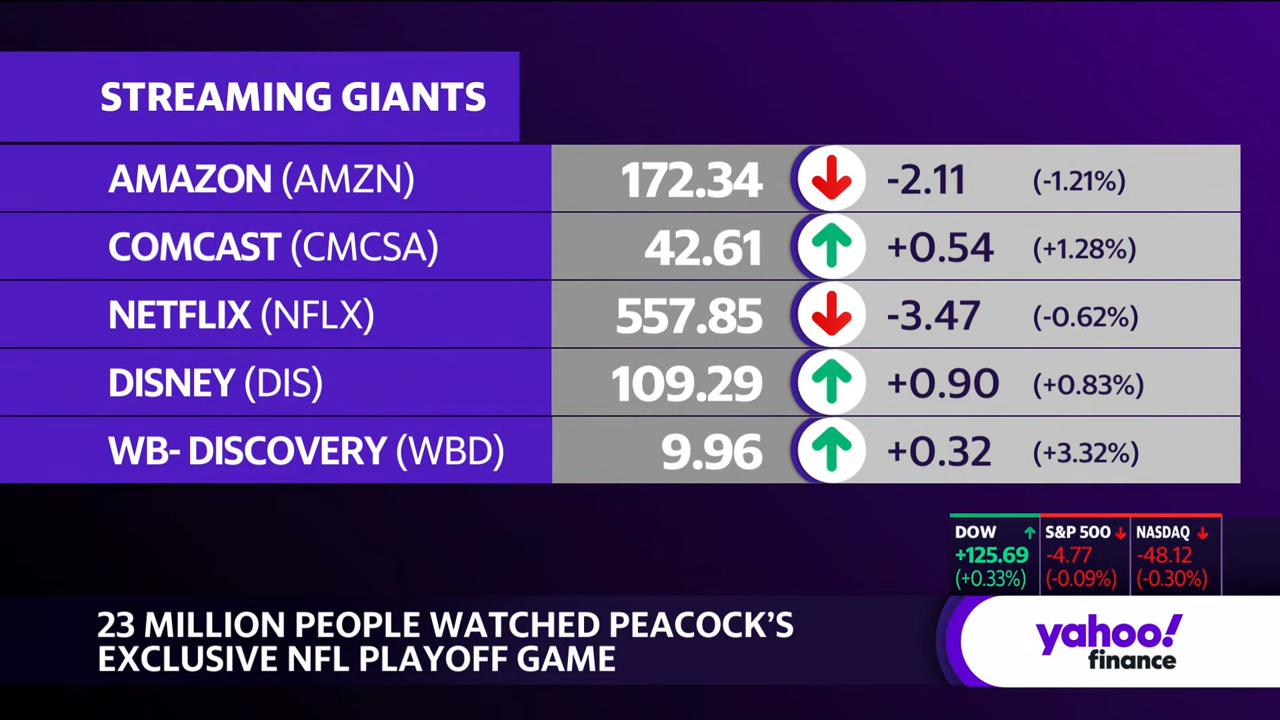 STREAMING GIANTS
AMAZON (AMZN) 172.34 -2.11 (-1.21%)
COMCAST (CMCSA) 42.61 +0.54 (+1.28%)
NETFLIX (NFLX) 557.85 -3.47 (-0.62%)
DISNEY (DIS) 109.29 +0.90 (+0.83%)
WB- DISCOVERY (WBD) 9.96 +0.32 (+3.32%)
DOW S&P 500 NASDAQ
+125.69 -4.77 -48.12
(+0.33%) (-0.09%) (-0.30%)
23 MILLION PEOPLE WATCHED PEACOCK'S
EXCLUSIVE NFL PLAYOFF GAME
yahoo!
finance